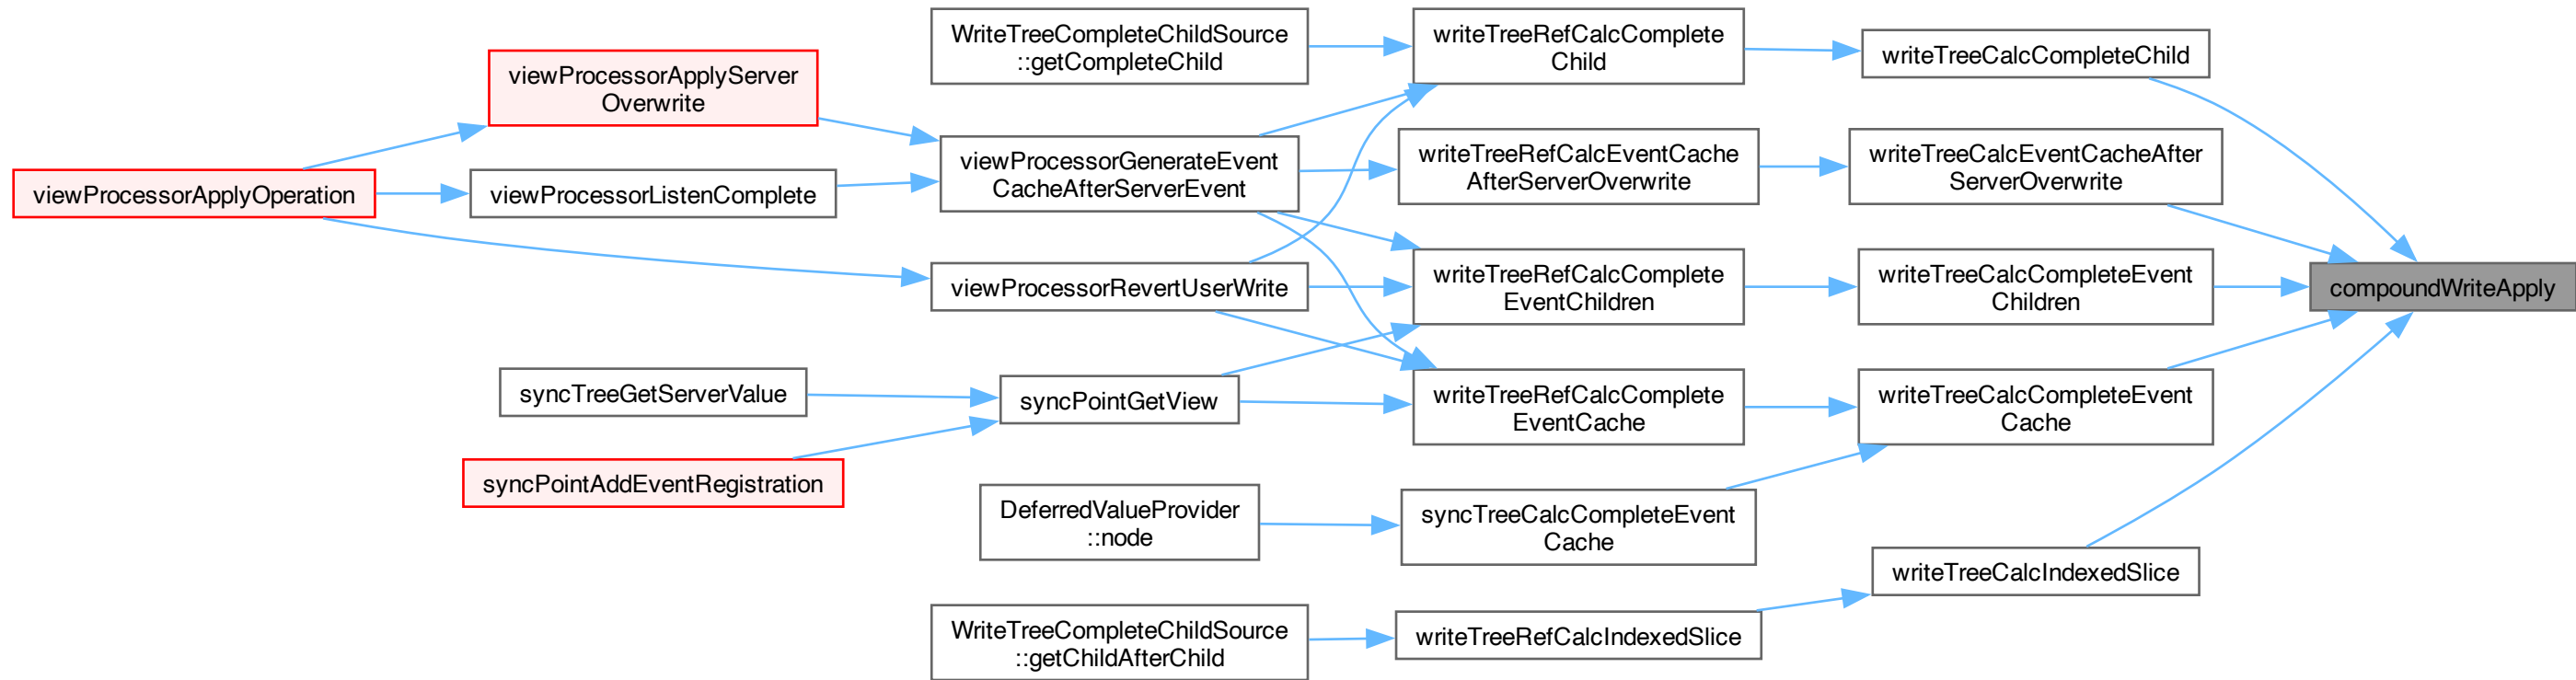 WriteTreeCompleteChildSource
::getCompleteChild
writeTreeRefCalcComplete
Child
writeTreeCalcCompleteChild
viewProcessorApplyServer
Overwrite
viewProcessorGenerateEvent
CacheAfterServerEvent
writeTreeRefCalcEventCache
AfterServerOverwrite
writeTreeCalcEventCacheAfter
ServerOverwrite
viewProcessorApplyOperation
viewProcessorListenComplete
viewProcessorRevertUserWrite
writeTreeRefCalcComplete
EventChildren
writeTreeCalcCompleteEvent
Children
compoundWriteApply
syncTreeGetServerValue
syncPointGetView
writeTreeRefCalcComplete
EventCache
writeTreeCalcCompleteEvent
Cache
syncPointAddEventRegistration
DeferredValueProvider
::node
syncTreeCalcCompleteEvent
Cache
writeTreeCalcIndexedSlice
WriteTreeCompleteChildSource
::getChildAfterChild
writeTreeRefCalcIndexedSlice